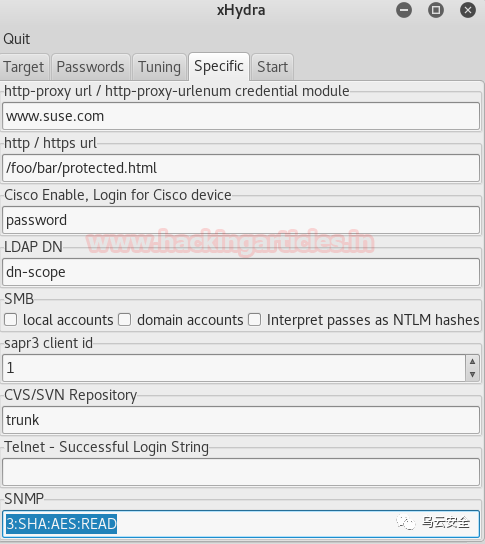 xHydra
Quit
Target Passwords Tuning Specific Start
http-proxy url / http-proxy-urlenum credential module
www.suse.com
http / https url
/foo/bar/protected.html
Cisco Enable, Login for Cisco device
password
www.hackingarticles.in
LDAP DN
dn-scope
SMB
local accounts domain accounts Interpret passes as NTLM hashes
sapr3 client id
1
CVS/SVN Repository
trunk
Telnet - Successful Login String
SNMP
3:SHA:AES:READ
乌云安全